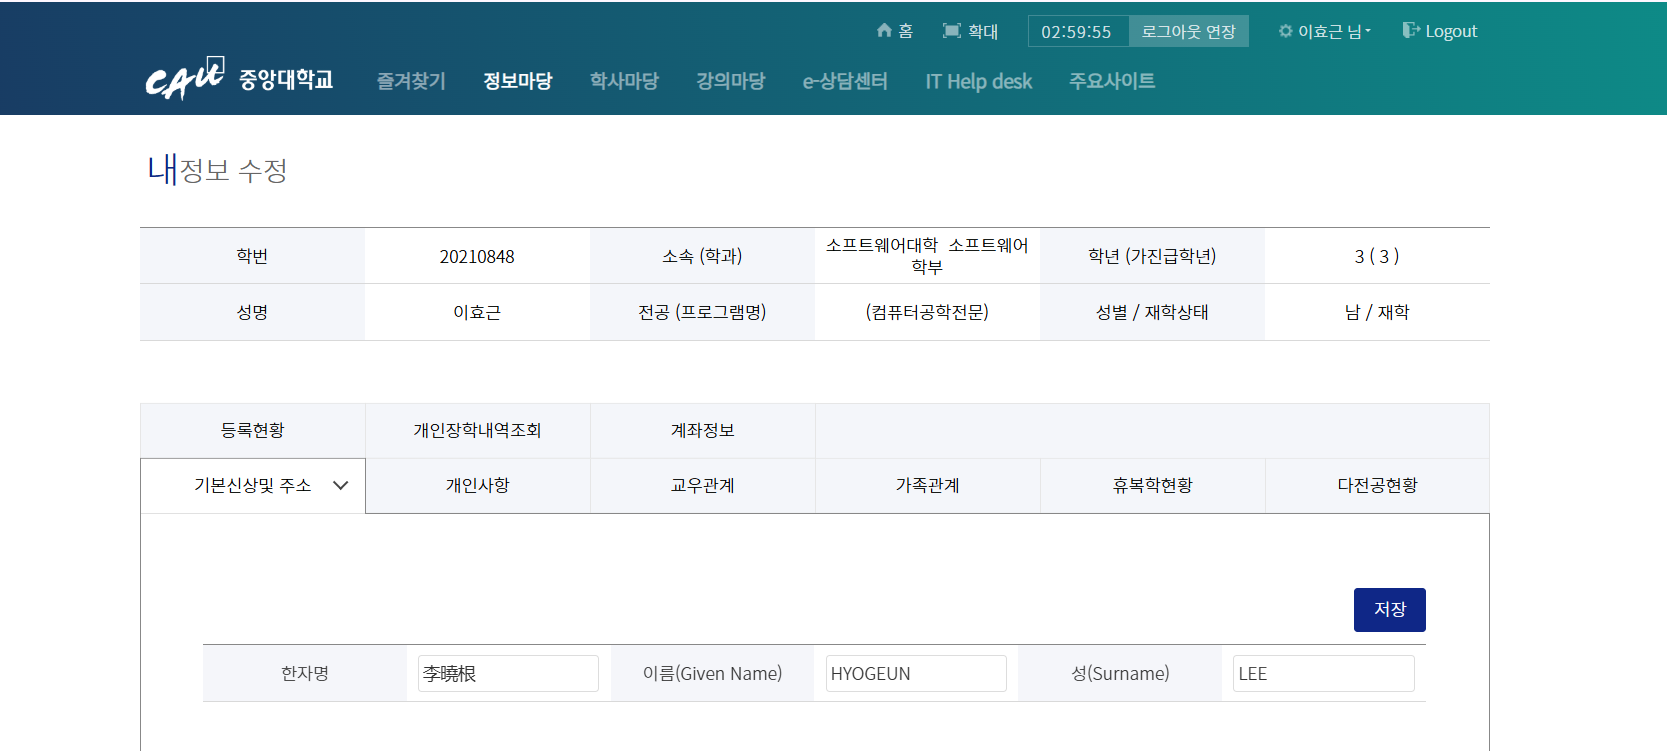 홈 확대 02:59:55 로그아웃 연장 이효근 님 Logout
CAU 중앙대학교 즐겨찾기 정보마당 학사마당 강의마당 e-상담센터 IT Help desk 주요사이트
내정보 수정
학번 20210848 소속 (학과) 소프트웨어대학 소프트웨어
학부 학년 (가진급학년) 3 ( 3 )
성명 이효근 전공 (프로그램명) (컴퓨터공학전문) 성별 / 재학상태 남 / 재학
등록현황 개인장학내역조회 계좌정보
기본신상및 주소 개인사항 교우관계 가족관계 휴복학현황 다전공현황
저장
한자명 李曉根 이름(Given Name) HYOGEUN 성(Surname) LEE